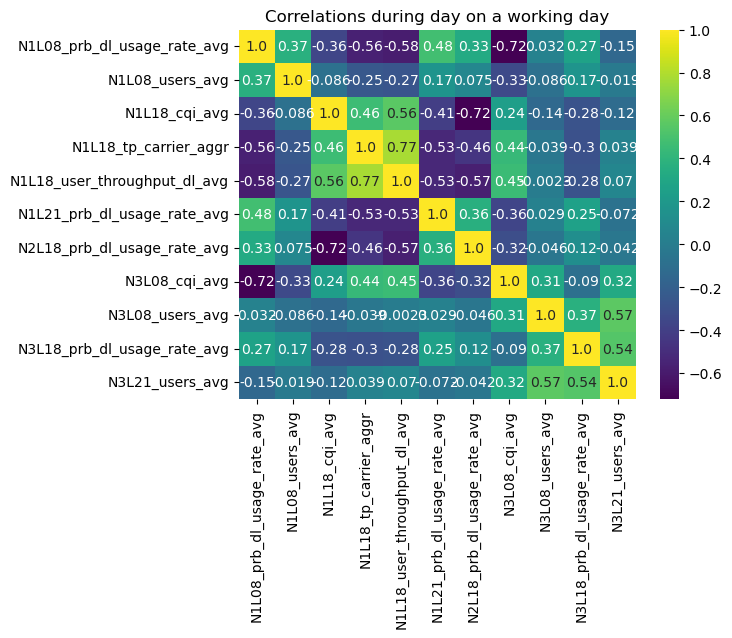 Correlations during day on a working day
N1L08_prb_dl_usage_rate_avg 1.0 0.37 -0.36 -0.56 -0.58 0.48 0.33 -0.72 0.032 0.27 -0.15
N1L08_users_avg 0.37 1.0 -0.086 -0.25 -0.27 0.17 0.075 -0.33 -0.086 0.17 -0.019
N1L18_cqi_avg -0.36 -0.086 1.0 0.46 0.56 -0.41 -0.72 0.24 -0.14 -0.28 -0.12
N1L18_tp_carrier_aggr -0.56 -0.25 0.46 1.0 0.77 -0.53 -0.46 0.44 -0.039 -0.3 0.039
N1L18_user_throughput_dl_avg -0.58 -0.27 0.56 0.77 1.0 -0.53 -0.57 0.45 -0.0023 -0.28 0.07
N1L21_prb_dl_usage_rate_avg 0.48 0.17 -0.41 -0.53 -0.53 1.0 0.36 -0.36 0.029 0.25 -0.072
N2L18_prb_dl_usage_rate_avg 0.33 0.075 -0.72 -0.46 -0.57 0.36 1.0 -0.32 -0.046 0.12 -0.042
N3L08_cqi_avg -0.72 -0.33 0.24 0.44 0.45 -0.36 -0.32 1.0 0.31 -0.09 0.32
N3L08_users_avg 0.032 -0.086 -0.14 -0.039 -0.0023 0.029 -0.046 0.31 1.0 0.37 0.57
N3L18_prb_dl_usage_rate_avg 0.27 0.17 -0.28 -0.3 -0.28 0.25 0.12 -0.09 0.37 1.0 0.54
N3L21_users_avg -0.15 -0.019 -0.12 0.039 0.07 -0.072 -0.042 0.32 0.57 0.54 1.0
N1L08_prb_dl_usage_rate_avg
N1L08_users_avg
N1L18_cqi_avg
N1L18_tp_carrier_aggr
N1L18_user_throughput_dl_avg
N1L21_prb_dl_usage_rate_avg
N2L18_prb_dl_usage_rate_avg
N3L08_cqi_avg
N3L08_users_avg
N3L18_prb_dl_usage_rate_avg
N3L21_users_avg
1.0
0.8
0.6
0.4
0.2
0.0
−0.2
−0.4
−0.6